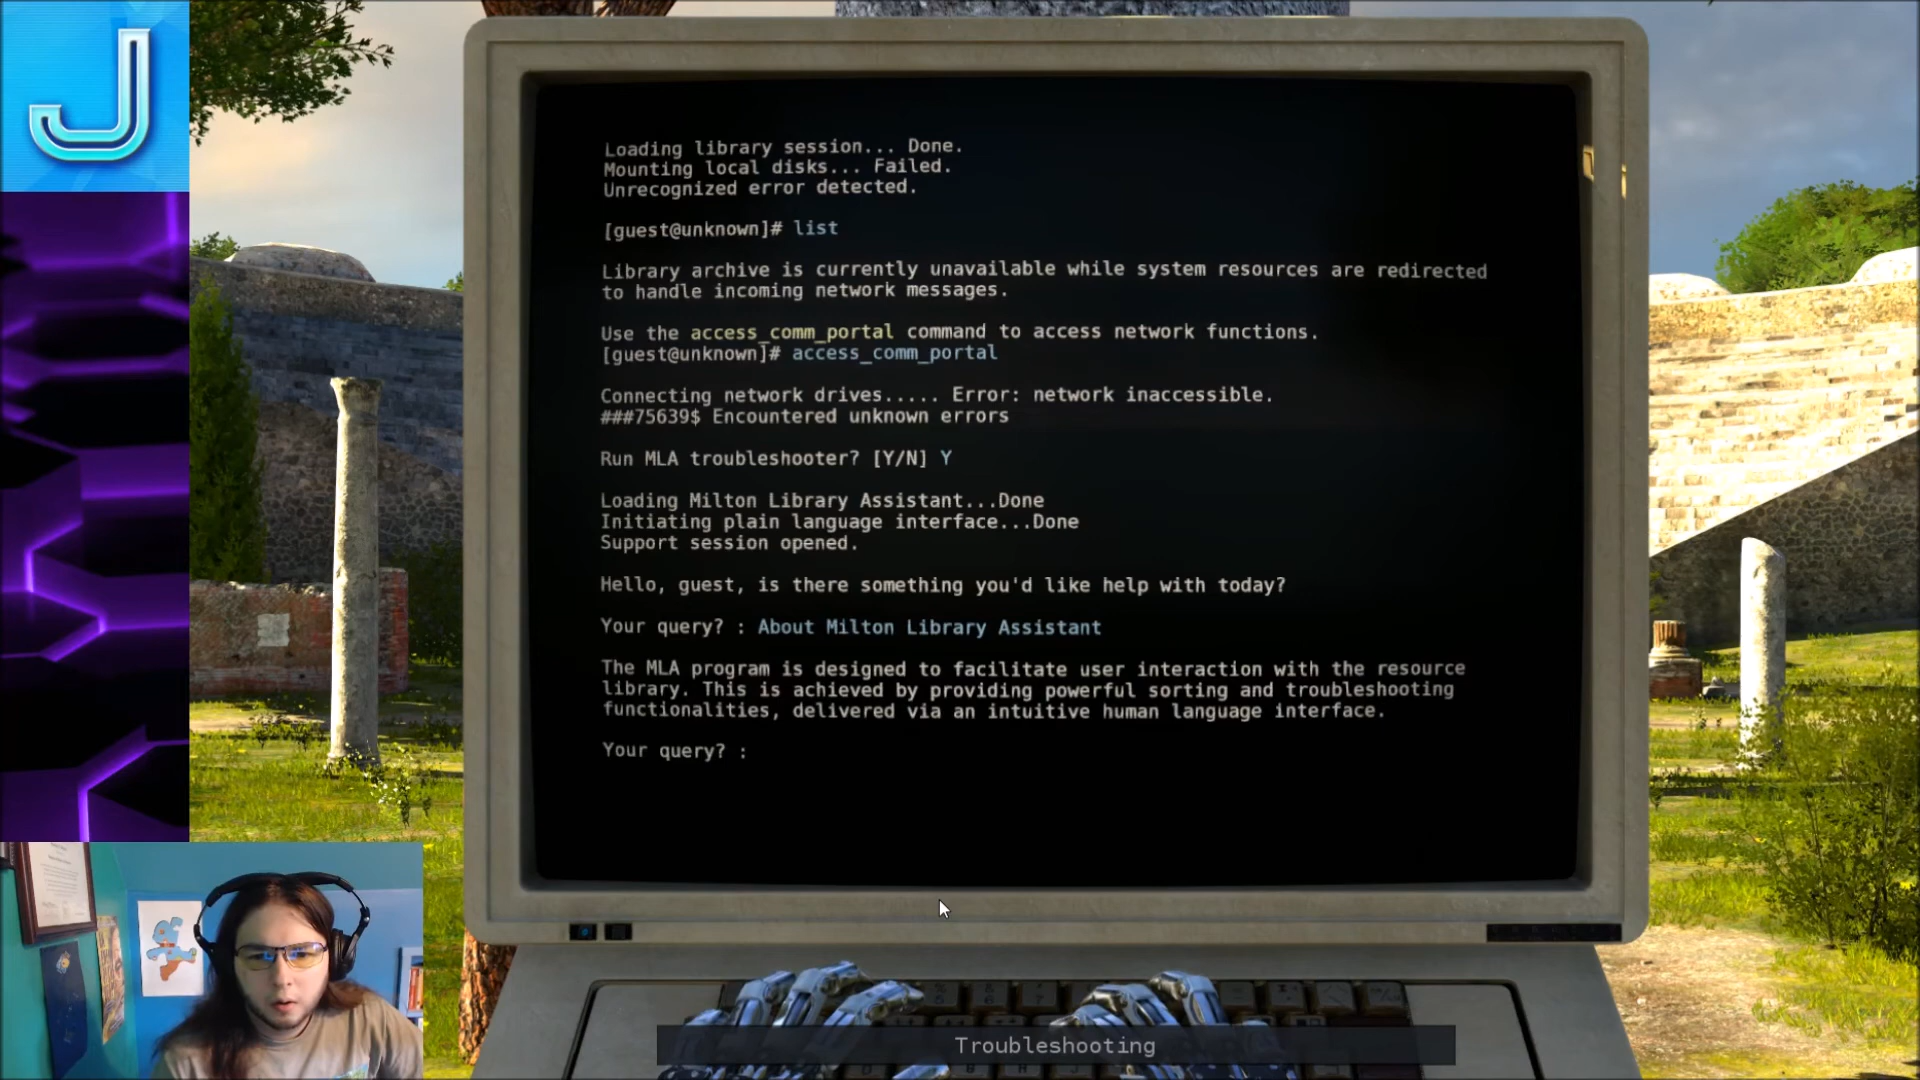 J
Loading library session... Done.
Mounting local disks... Failed.
Unrecognized error detected.
[guest@unknown]# list
Library archive is currently unavailable while system resources are redirected
to handle incoming network messages.
Use the access_comm_portal command to access network functions.
[guest@unknown]# access_comm_portal
Connecting network drives..... Error: network inaccessible.
###75639$ Encountered unknown errors
Run MLA troubleshooter? [Y/N] Y
Loading Milton Library Assistant...Done
Initiating plain language interface...Done
Support session opened.
Hello, guest, is there something you'd like help with today?
Your query? : About Milton Library Assistant
The MLA program is designed to facilitate user interaction with the resource
library. This is achieved by providing powerful sorting and troubleshooting
functionalities, delivered via an intuitive human language interface.
Your query? :
Troubleshooting